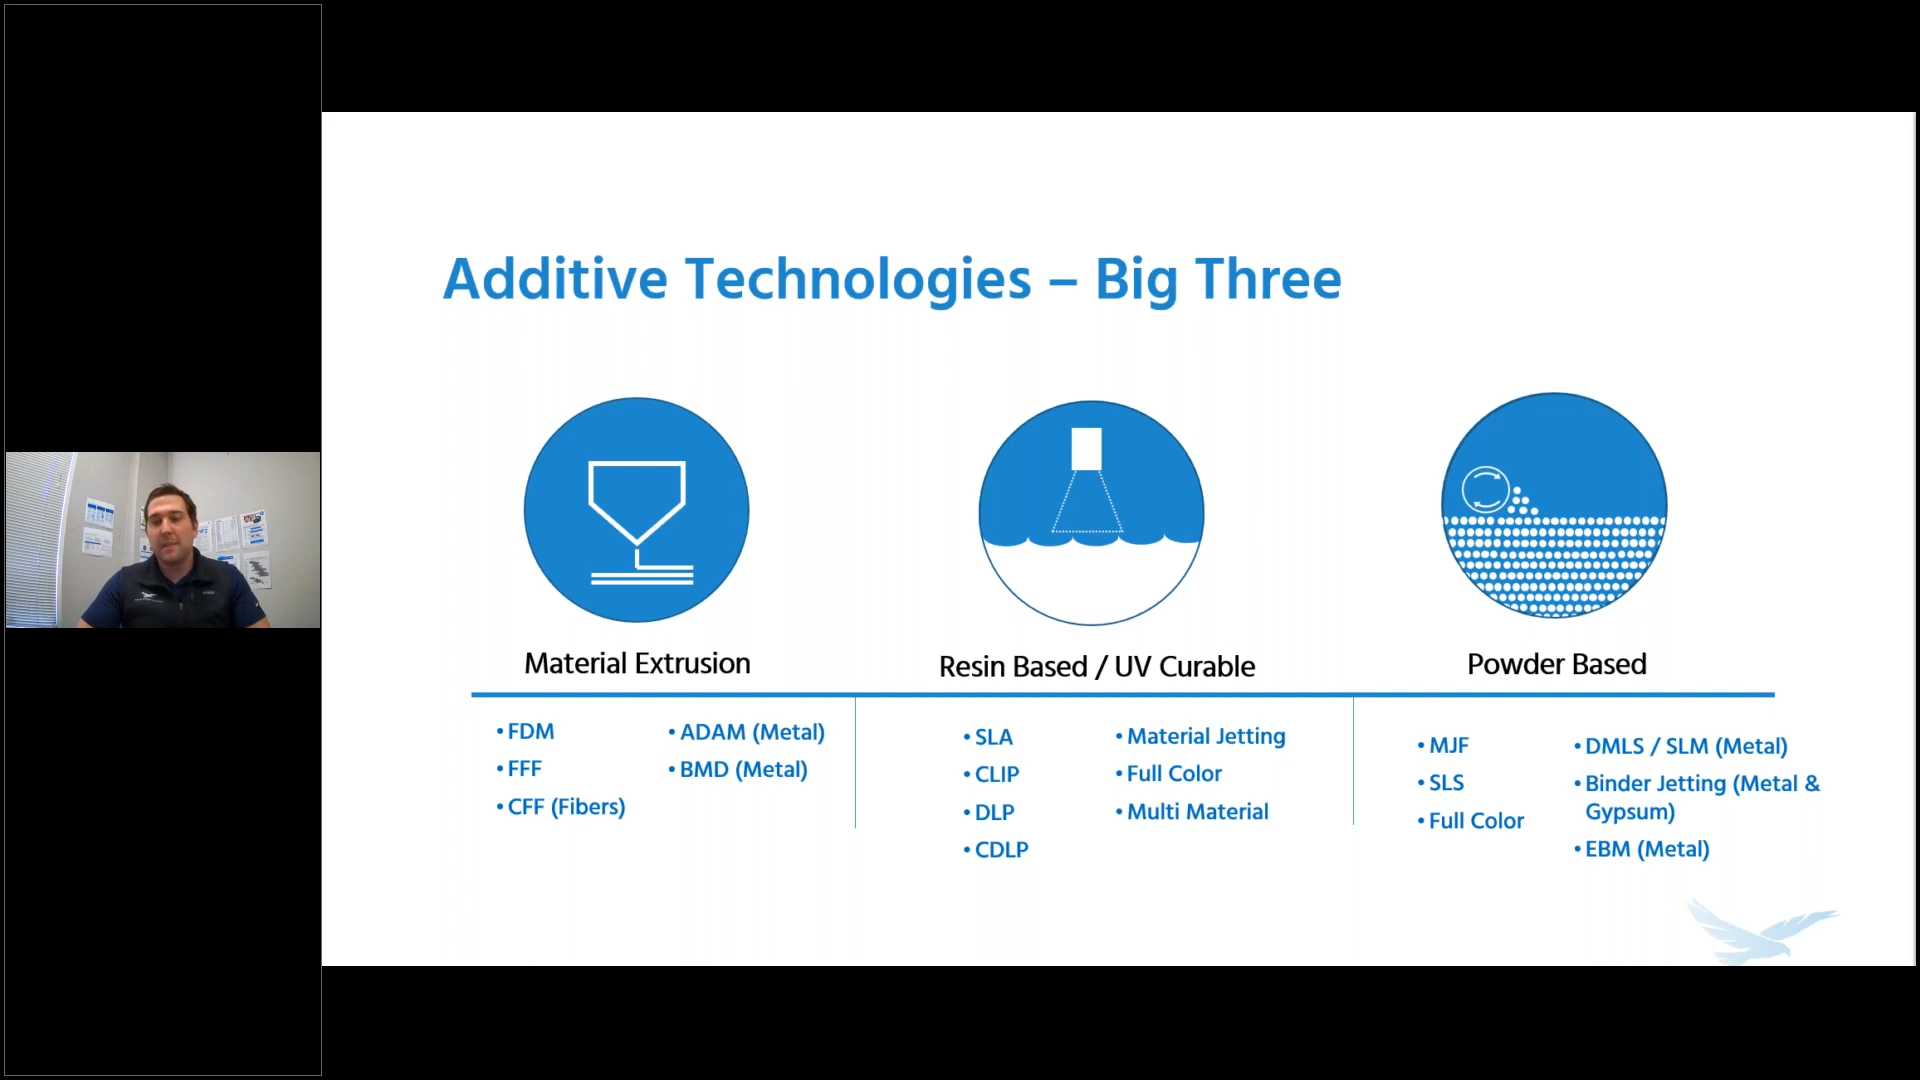 Additive Technologies – Big Three
Material Extrusion
• FDM
• FFF
• CFF (Fibers)
• ADAM (Metal)
• BMD (Metal)
Resin Based / UV Curable
• SLA
• CLIP
• DLP
• CDLP
• Material Jetting
• Full Color
• Multi Material
Powder Based
• MJF
• SLS
• Full Color
• DMLS / SLM (Metal)
• Binder Jetting (Metal &
Gypsum)
• EBM (Metal)